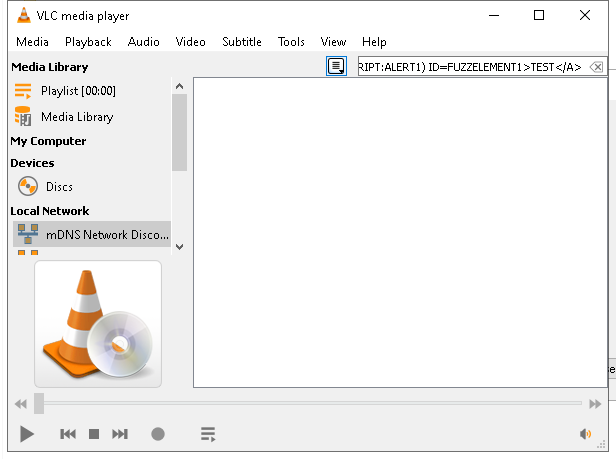 VLC media player
Media Playback Audio Video Subtitle Tools View Help
Media Library
RIPT:ALERT1) ID=FUZZELEMENT1>TEST</A>
Playlist [00:00]
Media Library
My Computer
Devices
Discs
Local Network
mDNS Network Disco...